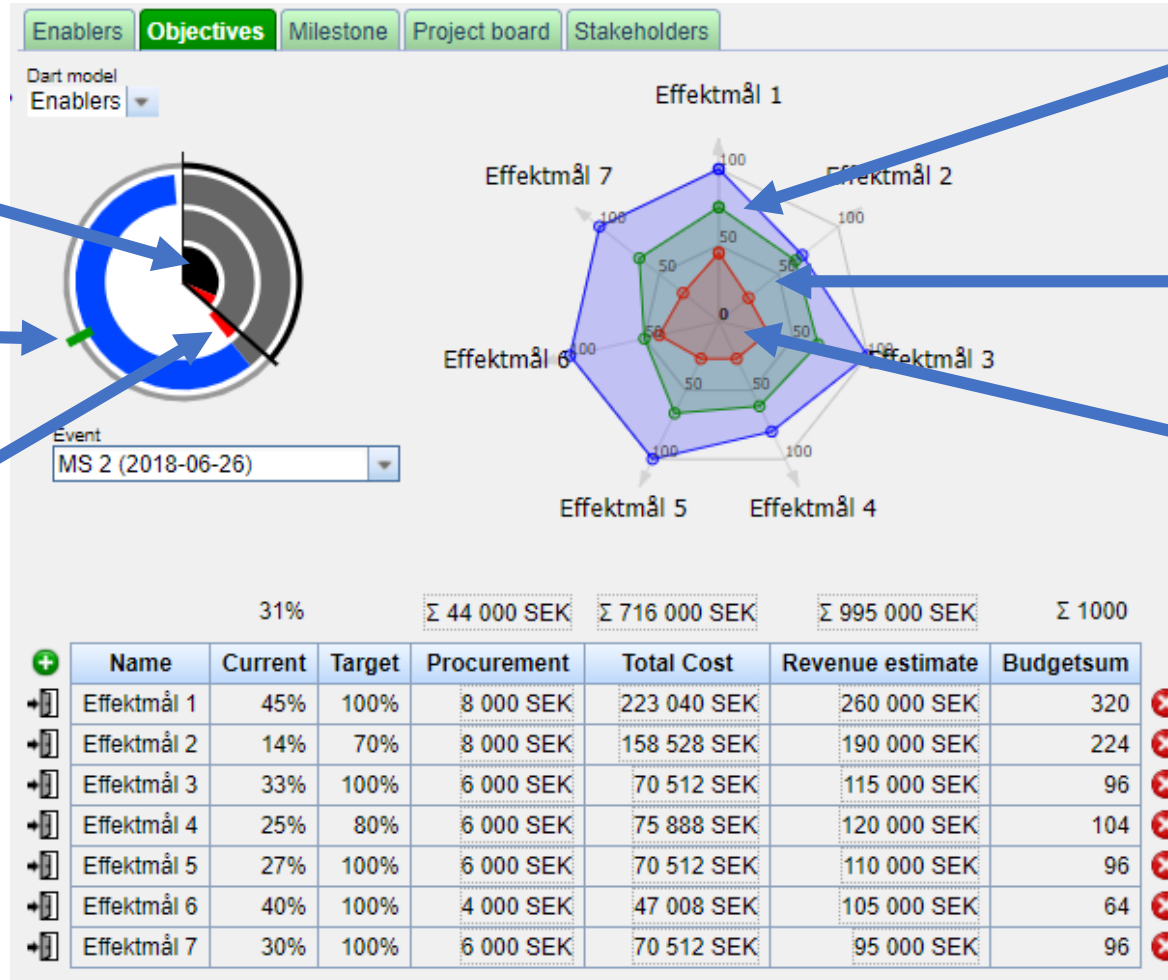 Enablers Objectives Milestone Project board Stakeholders
Dart model
Enablers
Effektmål 1
Effektmål 7
Effektmål 2
100
100
100
50
50
50
0
50
50
Effektmål 6
100
100
Effektmål 3
50
50
100
100
Effektmål 5
Effektmål 4
Event
MS 2 (2018-06-26)
31% Σ 44 000 SEK Σ 716 000 SEK Σ 995 000 SEK Σ 1000
Name Current Target Procurement Total Cost Revenue estimate Budgetsum
Effektmål 1 45% 100% 8 000 SEK 223 040 SEK 260 000 SEK 320
Effektmål 2 14% 70% 8 000 SEK 158 528 SEK 190 000 SEK 224
Effektmål 3 33% 100% 6 000 SEK 70 512 SEK 115 000 SEK 96
Effektmål 4 25% 80% 6 000 SEK 75 888 SEK 120 000 SEK 104
Effektmål 5 27% 100% 6 000 SEK 70 512 SEK 110 000 SEK 96
Effektmål 6 40% 100% 4 000 SEK 47 008 SEK 105 000 SEK 64
Effektmål 7 30% 100% 6 000 SEK 70 512 SEK 95 000 SEK 96